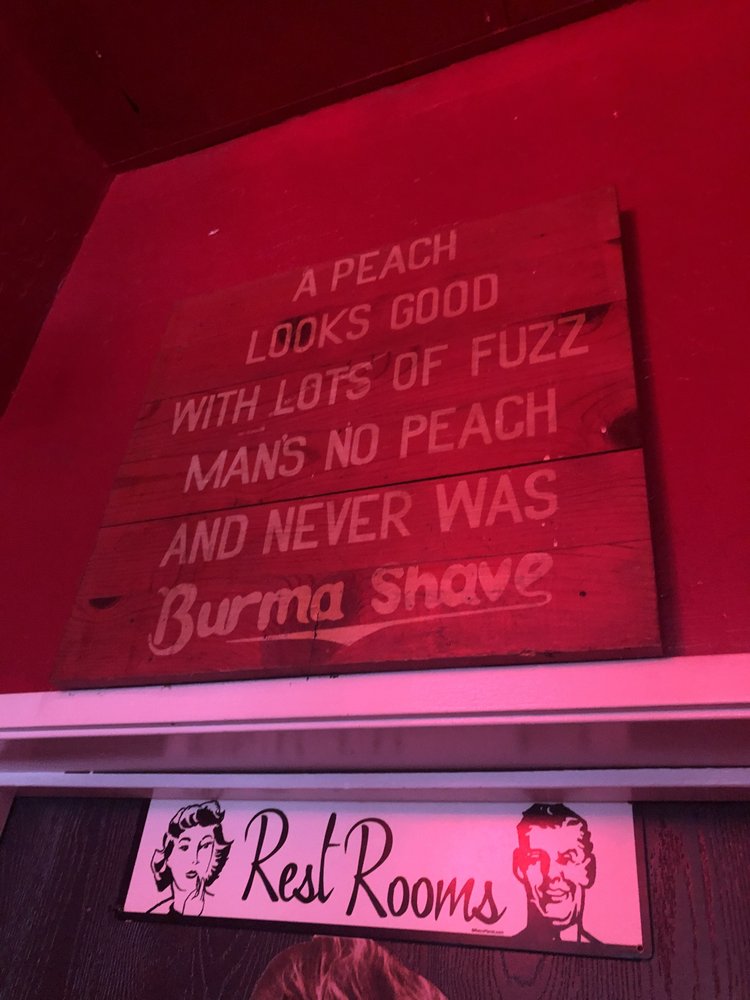 A PEACH
LOOKS GOOD
WITH LOTS OF FUZZ
MAN'S NO PEACH
AND NEVER WAS
Burma Shave
Rest Rooms